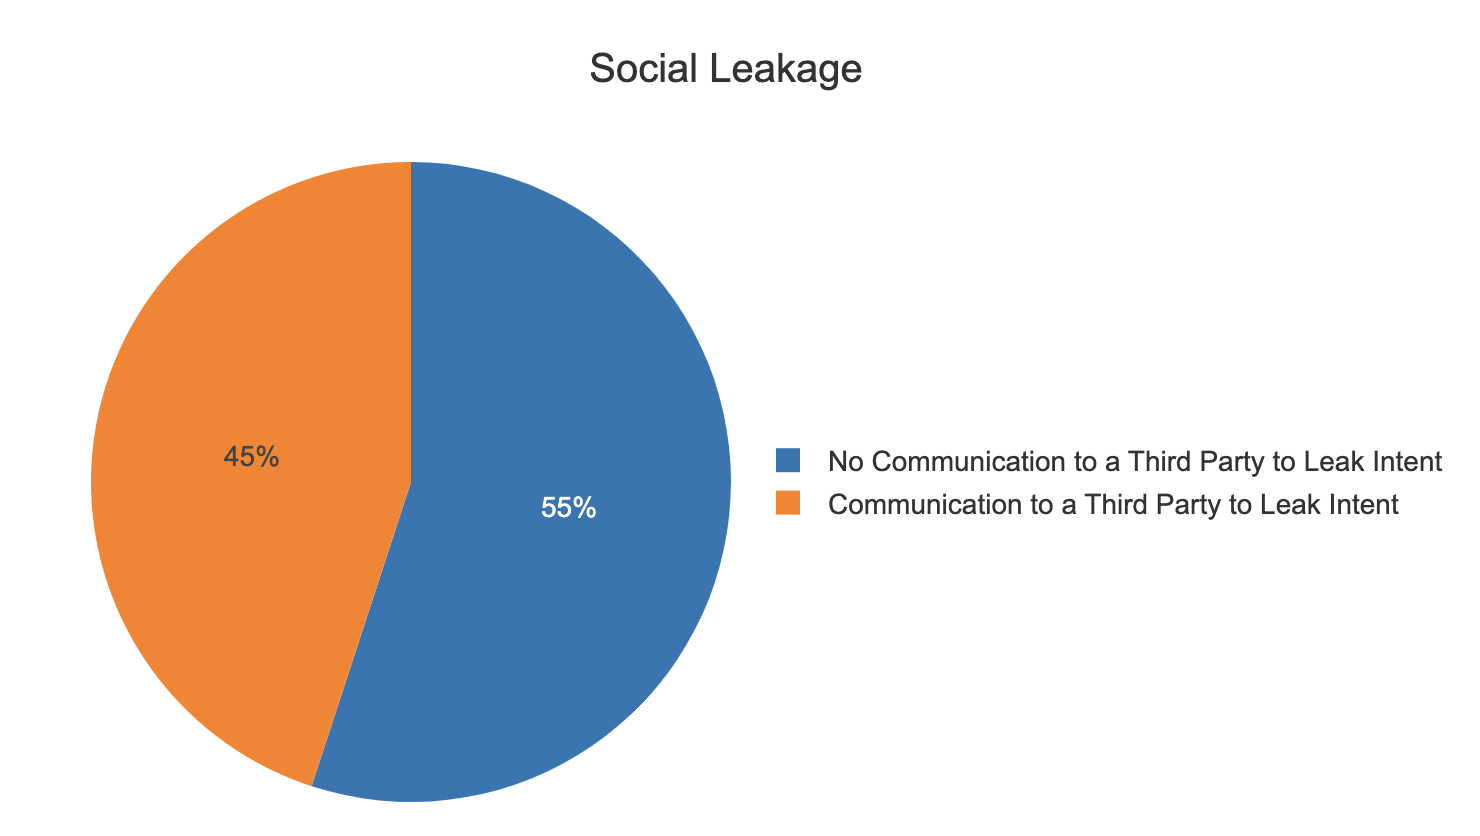 Social Leakage
45%
55%
No Communication to a Third Party to Leak Intent
Communication to a Third Party to Leak Intent